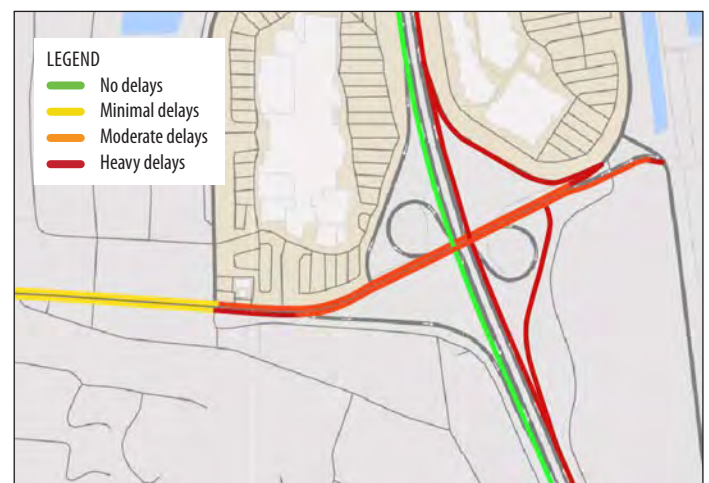 LEGEND
No delays
Minimal delays
Moderate delays
Heavy delays